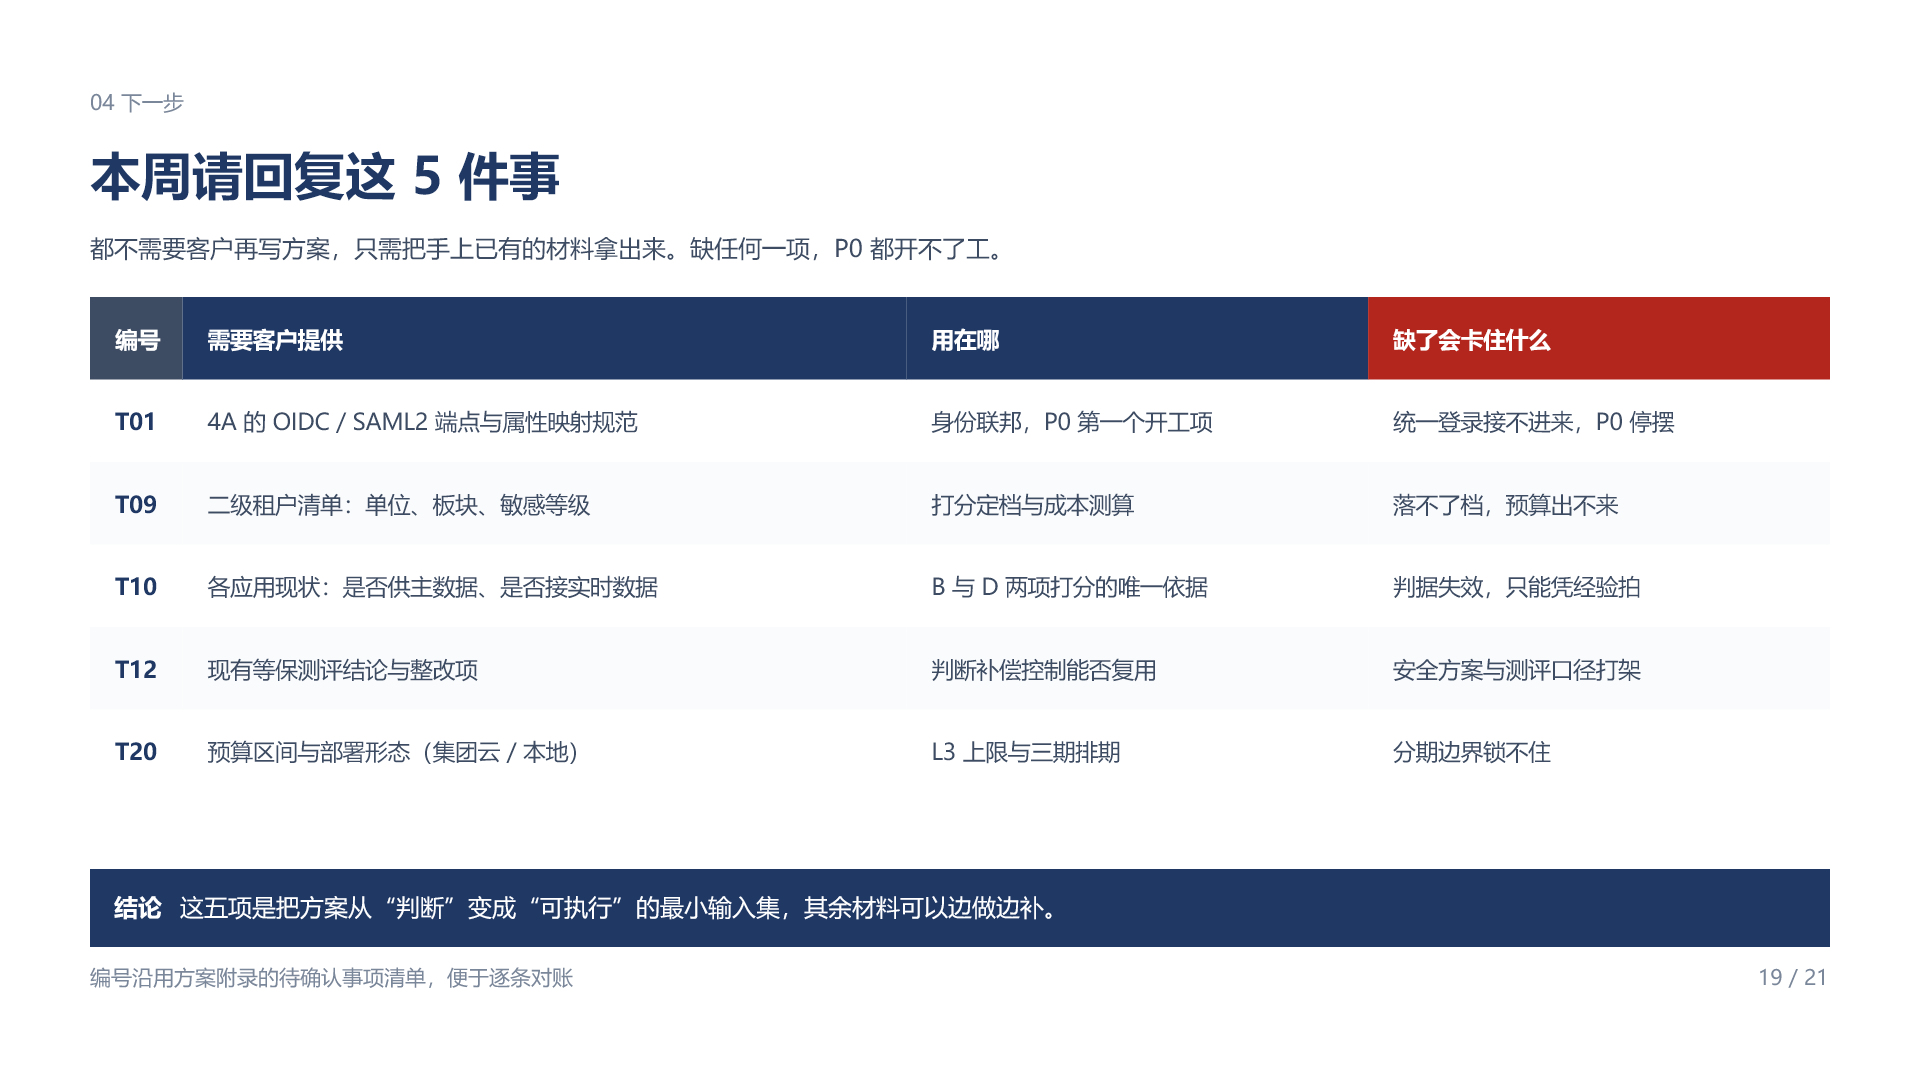 04 下一步
本周请回复这 5 件事
都不需要客户再写方案，只需把手上已有的材料拿出来。缺任何一项，P0 都开不了工。
编号 需要客户提供 用在哪 缺了会卡住什么
T01 4A 的 OIDC / SAML2 端点与属性映射规范 身份联邦，P0 第一个开工项 统一登录接不进来，P0 停摆
T09 二级租户清单：单位、板块、敏感等级 打分定档与成本测算 落不了档，预算出不来
T10 各应用现状：是否供主数据、是否接实时数据 B 与 D 两项打分的唯一依据 判据失效，只能凭经验拍
T12 现有等保测评结论与整改项 判断补偿控制能否复用 安全方案与测评口径打架
T20 预算区间与部署形态（集团云 / 本地） L3 上限与三期排期 分期边界锁不住
结论 这五项是把方案从“判断”变成“可执行”的最小输入集，其余材料可以边做边补。
编号沿用方案附录的待确认事项清单，便于逐条对账
19 / 21